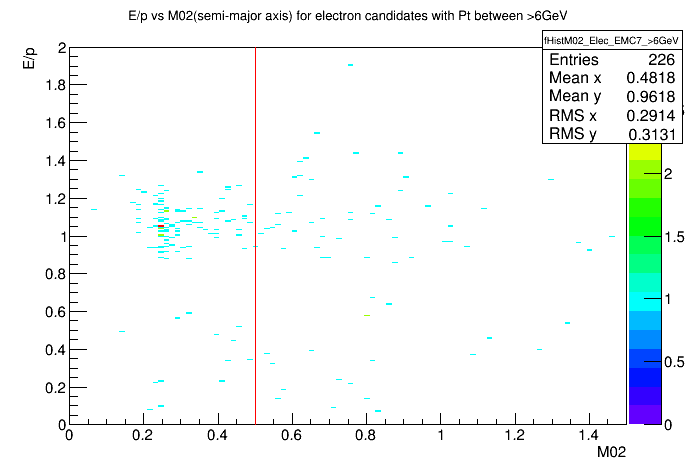 E/p vs M02(semi-major axis) for electron candidates with Pt between >6GeV
fHistM02_Elec_EMC7_>6GeV
Entries 226
Mean x 0.4818
Mean y 0.9618
RMS x 0.2914
RMS y 0.3131
E/p
2
1.8
1.6
1.4
1.2
1
0.8
0.6
0.4
0.2
0
0 0.2 0.4 0.6 0.8 1 1.2 1.4
M02
2
1.5
1
0.5
0